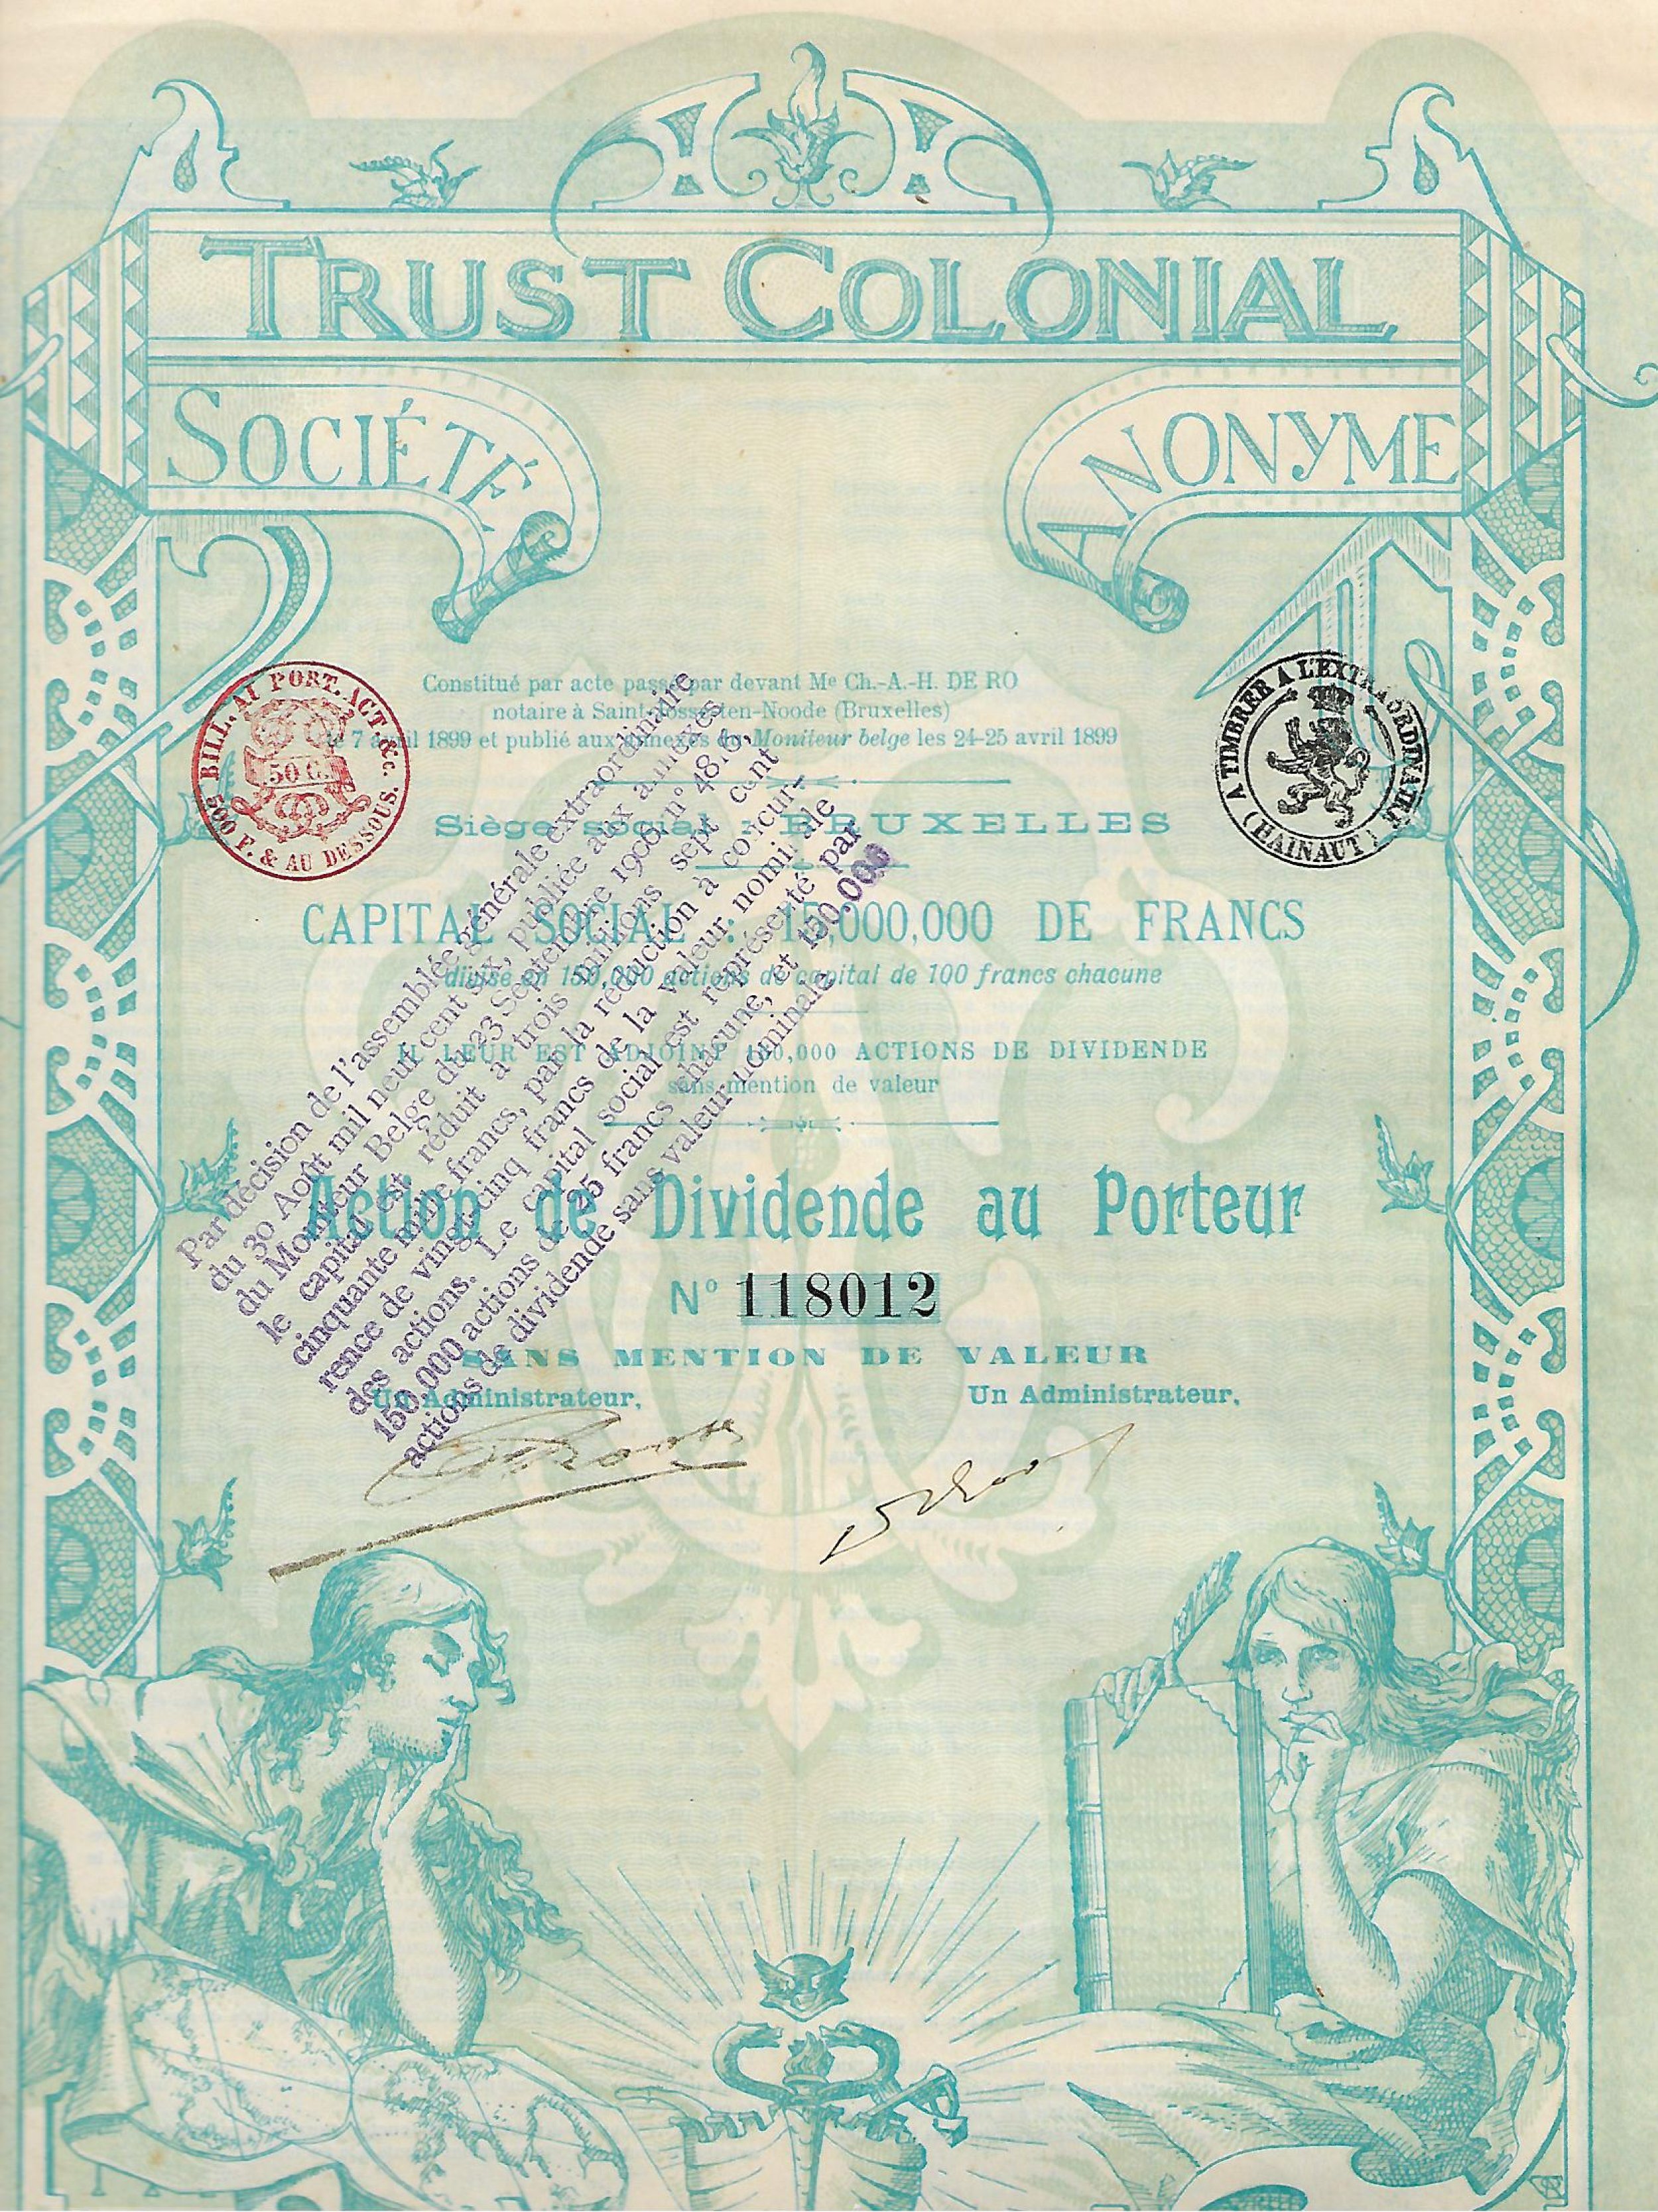 TRUST COLONIAL
SOCIÉTÉ
ANONYME
BILL. AU PORT. ACT. &c.
50 C.
500 F. & AU DESSOUS.
A TIMBRER A L'EXTRAORDINAIRE
(HAINAUT)
Constitué par acte passé par devant Me Ch.-A.-H. DE RO
notaire à Saint-Josse-ten-Noode (Bruxelles)
le 7 avril 1899 et publié aux annexes du Moniteur belge les 24-25 avril 1899
Siège social : BRUXELLES
CAPITAL SOCIAL : 15,000,000 DE FRANCS
divisé en 150,000 actions de capital de 100 francs chacune
IL LEUR EST ADJOINT 150,000 ACTIONS DE DIVIDENDE
sans mention de valeur
Action de Dividende au Porteur
No 118012
SANS MENTION DE VALEUR
Un Administrateur,
Un Administrateur,
Par décision de l'assemblée générale extraordinaire
du 30 Août mil neuf cent six, publiée aux annexes
du Moniteur Belge du 23 Septembre 1906, no
le capital est réduit à trois millions sept cent
cinquante mille francs, par la réduction à concur-
rence de vingt-cinq francs de la valeur nominale
des actions. Le capital social est représenté par
150,000 actions de 25 francs chacune, et 150,000
actions de dividende sans valeur nominale